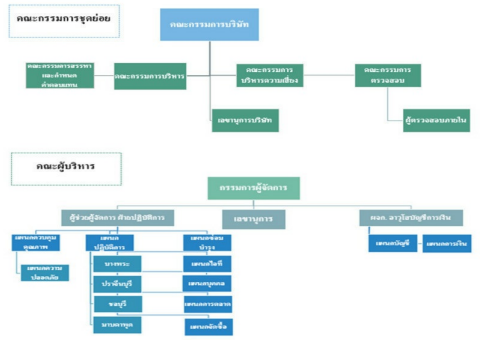 คณะกรรมการชุดย่อย
คณะกรรมการบริษัท
คณะกรรมการสรรหา
และกำหนด
ค่าตอบแทน
คณะกรรมการบริหาร
คณะกรรมการ
บริหารความเสี่ยง
คณะกรรมการ
ตรวจสอบ
เลขานุการบริษัท
ผู้ตรวจสอบภายใน
คณะผู้บริหาร
กรรมการผู้จัดการ
ผู้ช่วยผู้จัดการ ฝ่ายปฏิบัติการ
เลขานุการ
ผอก. อาวุโสบัญชีการเงิน
แผนกควบคุม
คุณภาพ
แผนก
ปฏิบัติการ
แผนกซ่อม
บำรุง
แผนกบัญชี
แผนกการเงิน
แผนกความ
ปลอดภัย
บางพระ
แผนกไอที
ปราจีนบุรี
แผนกบุคคล
ชลบุรี
แผนกการตลาด
มาบตาพุด
แผนกจัดซื้อ